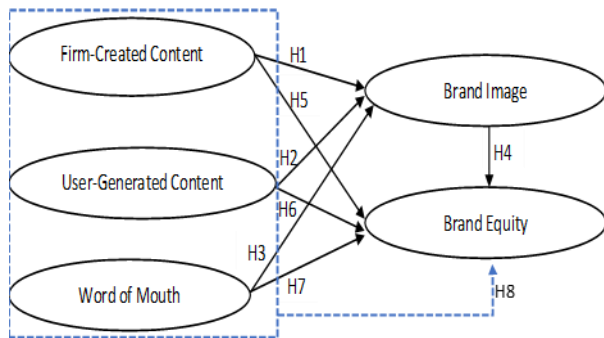 Firm-Created Content
H1
Brand Image
H5
H2
H4
User-Generated Content
H6
Brand Equity
H3
Word of Mouth
H7
H8